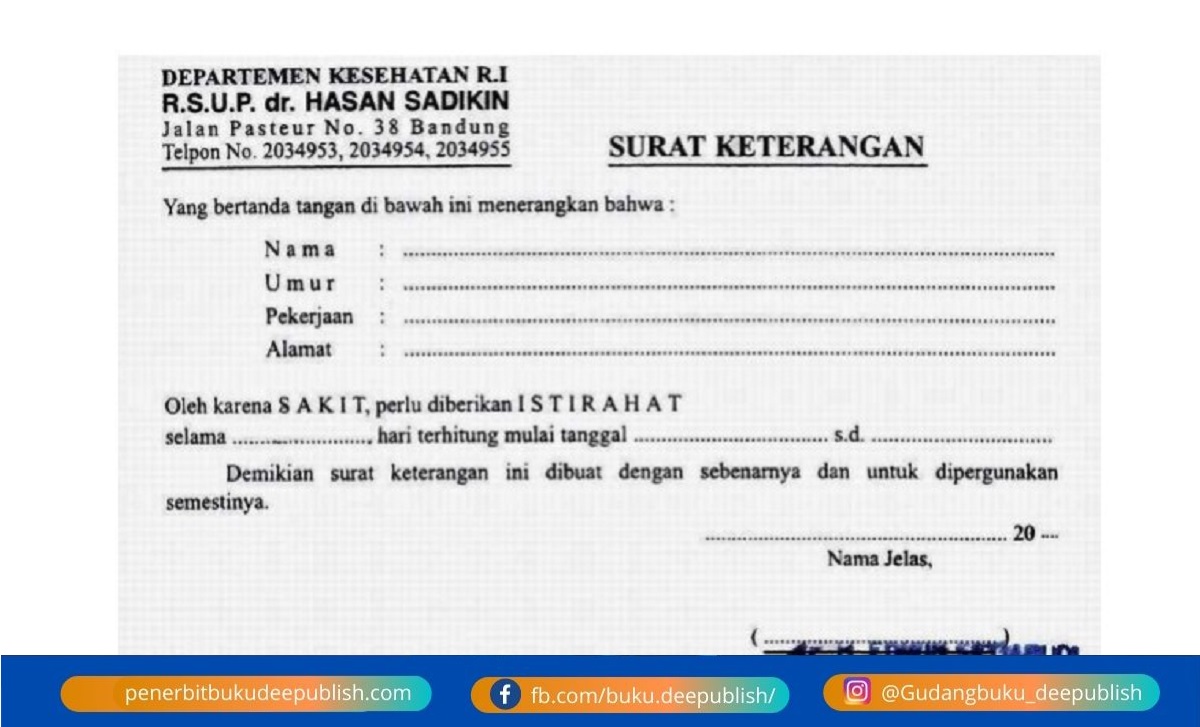 DEPARTEMEN KESEHATAN R.I
R.S.U.P. dr. HASAN SADIKIN
Jalan Pasteur No. 38 Bandung
Telpon No. 2034953, 2034954, 2034955
SURAT KETERANGAN
Yang bertanda tangan di bawah ini menerangkan bahwa :
N a m a : ....................
U m u r : ....................
Pekerjaan : ....................
Alamat : ....................
Oleh karena S A K I T, perlu diberikan I S T I R A H A T
selama .................... hari terhitung mulai tanggal .................... s.d. ....................
Demikian surat keterangan ini dibuat dengan sebenarnya dan untuk dipergunakan
semestinya.
.................... 20 ....
Nama Jelas,
(....................)
penerbitbukudeepublish.com
fb.com/buku.deepublish/
@Gudangbuku_deepublish